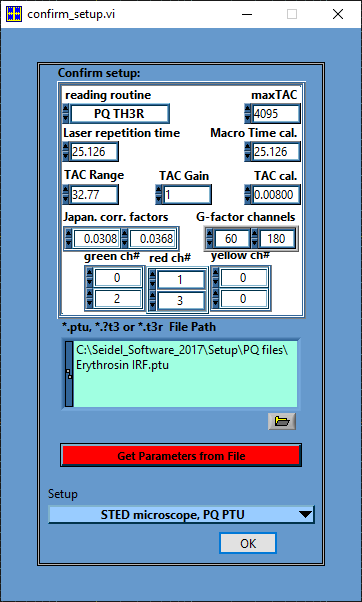 confirm_setup.vi
Confirm setup:
reading routine maxTAC
PQ TH3R 4095
Laser repetition time Macro Time cal.
25.126 25.126
TAC Range TAC Gain TAC cal.
32.77 1 0.00800
Japan. corr. factors G-factor channels
0.0308 0.0368 60 180
green ch# red ch# yellow ch#
0 1 0
2 3 0
*.ptu, *.?t3 or *.t3r File Path
C:\Seidel_Software_2017\Setup\PQ files\
Erythrosin IRF.ptu
Get Parameters from File
Setup
STED microscope, PQ PTU
OK